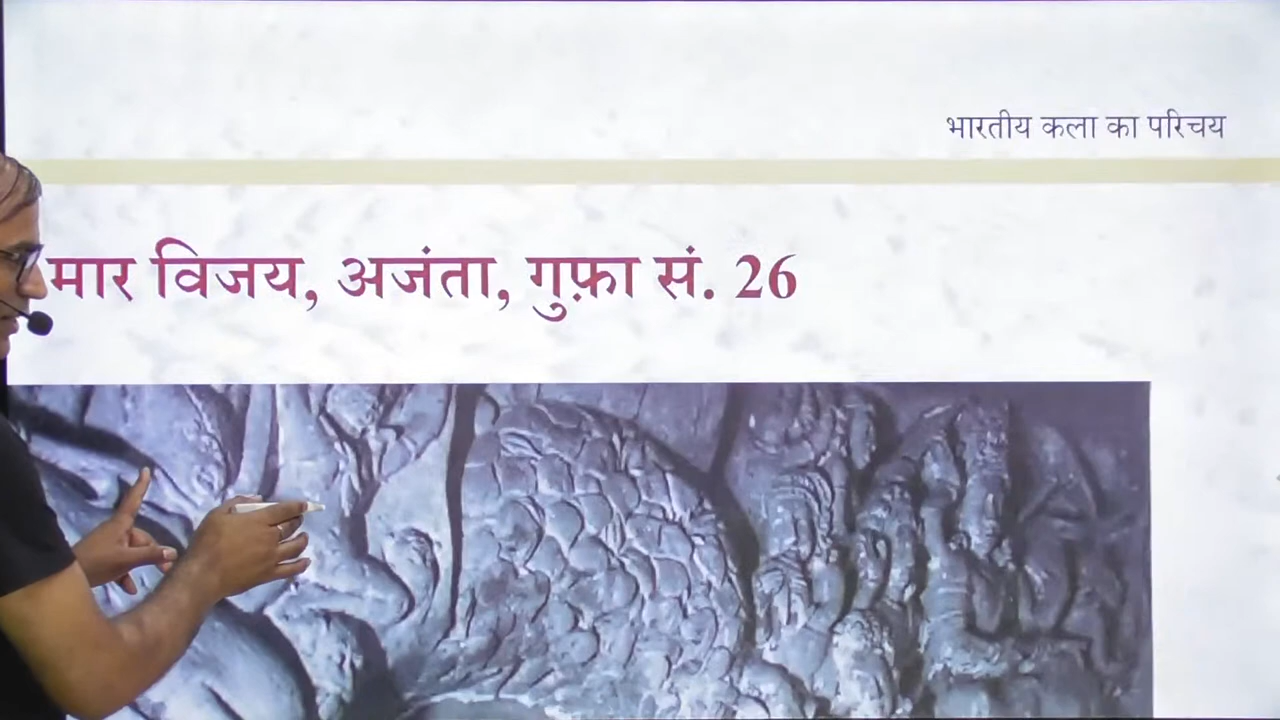 भारतीय कला का परिचय
मार विजय, अजंता, गुफ़ा सं. 26